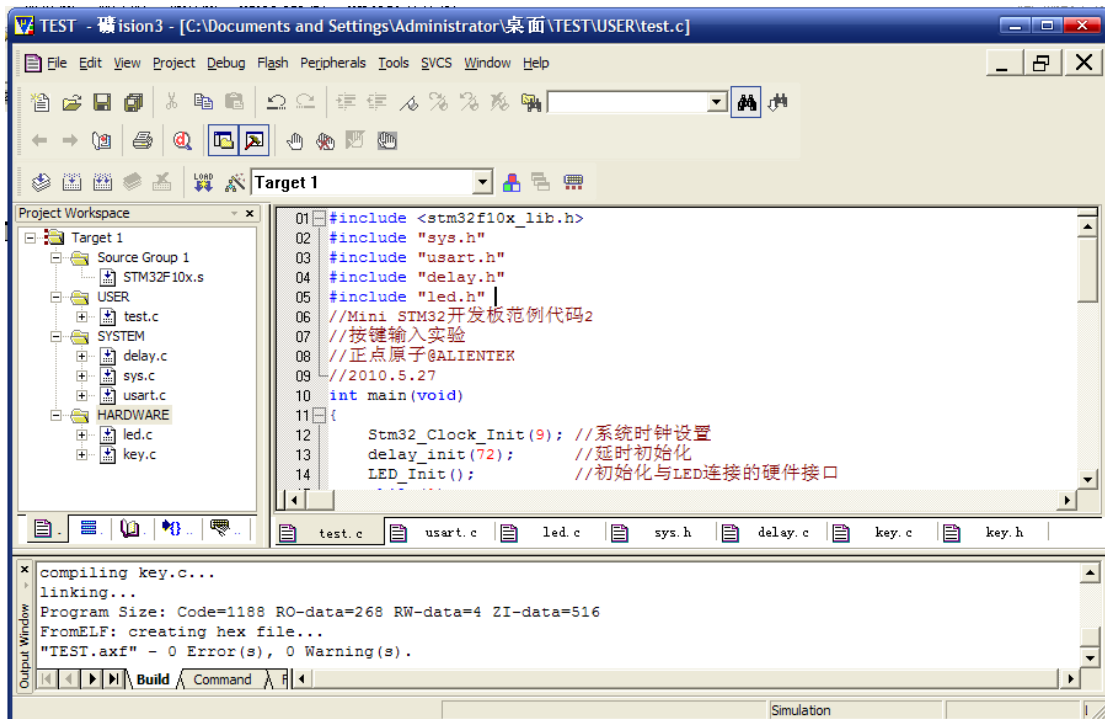 TEST - 礦ision3 - [C:\Documents and Settings\Administrator\桌面\TEST\USER\test.c]
File Edit View Project Debug Flash Peripherals Tools SVCS Window Help
LOAD Target 1
Project Workspace
Target 1
Source Group 1
STM32F10x.s
USER
test.c
SYSTEM
delay.c
sys.c
usart.c
HARDWARE
led.c
key.c
01 #include <stm32f10x_lib.h>
02 #include "sys.h"
03 #include "usart.h"
04 #include "delay.h"
05 #include "led.h"
06 //Mini STM32开发板范例代码2
07 //按键输入实验
08 //正点原子@ALIENTEK
09 //2010.5.27
10 int main(void)
11 {
12 Stm32_Clock_Init(9); //系统时钟设置
13 delay_init(72); //延时初始化
14 LED_Init(); //初始化与LED连接的硬件接口
test.c usart.c led.c sys.h delay.c key.c key.h
Output Window
compiling key.c...
linking...
Program Size: Code=1188 RO-data=268 RW-data=4 ZI-data=516
FromELF: creating hex file...
"TEST.axf" - 0 Error(s), 0 Warning(s).
Build Command F
Simulation